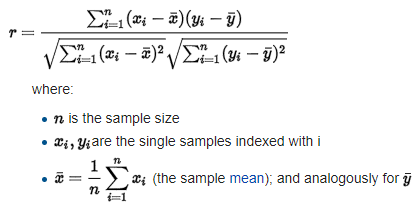 r = \frac{\sum_{i=1}^{n}(x_i - \bar{x})(y_i - \bar{y})}{\sqrt{\sum_{i=1}^{n}(x_i - \bar{x})^2}\sqrt{\sum_{i=1}^{n}(y_i - \bar{y})^2}}
where:
• n is the sample size
• x_i, y_i are the single samples indexed with i
• \bar{x} = \frac{1}{n}\sum_{i=1}^{n} x_i (the sample mean); and analogously for \bar{y}